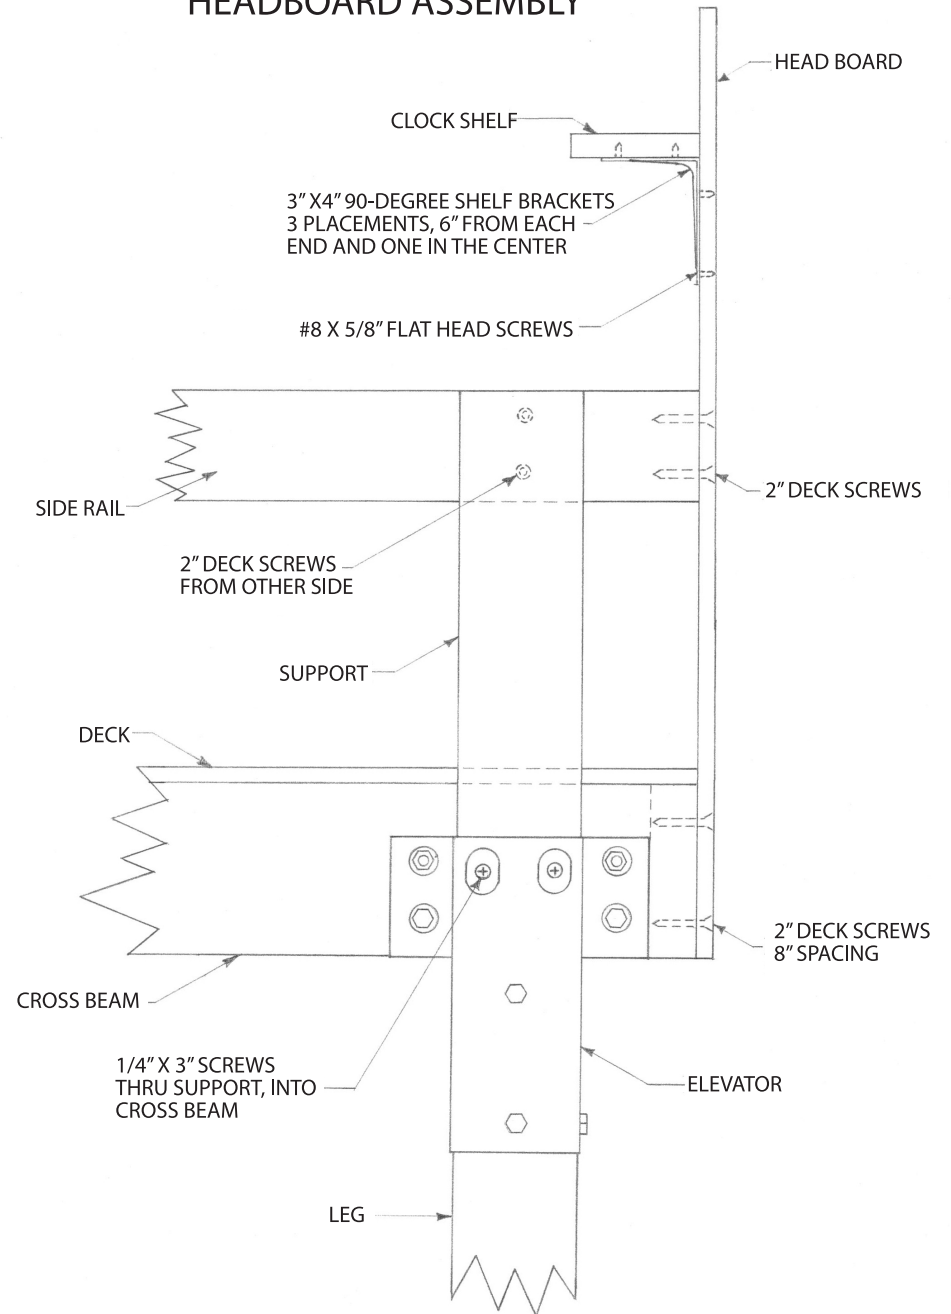 HEADBOARD ASSEMBLY
HEAD BOARD
CLOCK SHELF
3” X4” 90-DEGREE SHELF BRACKETS
3 PLACEMENTS, 6” FROM EACH
END AND ONE IN THE CENTER
#8 X 5/8” FLAT HEAD SCREWS
2” DECK SCREWS
SIDE RAIL
2” DECK SCREWS
FROM OTHER SIDE
SUPPORT
DECK
2” DECK SCREWS
8” SPACING
CROSS BEAM
1/4” X 3” SCREWS
THRU SUPPORT, INTO
CROSS BEAM
ELEVATOR
LEG